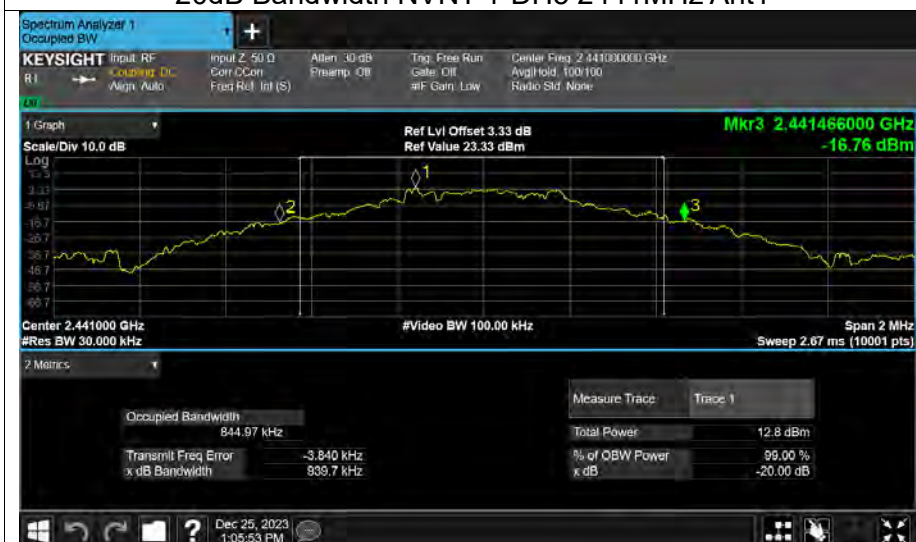 20dB Bandwidth NVNT 1-DH5 2441MHz Ant1
Spectrum Analyzer 1
Occupied BW
+
KEYSIGHT Input: RF Input Z: 50 Ω Atten: 30 dB Trig: Free Run Center Freq: 2.441000000 GHz
Coupling: DC Corr CCorr Preamp: Off Gate: Off Avg|Hold: 100/100
Align: Auto Freq Ref: Int (S) #IF Gain: Low Radio Std: None
1 Graph
Scale/Div 10.0 dB
Ref Lvl Offset 3.33 dB
Ref Value 23.33 dBm
Mkr3 2.441466000 GHz
-16.76 dBm
Log
13.3
3.33
-6.67
-16.7
-26.7
-36.7
-46.7
-56.7
-66.7
1
2
3
Center 2.441000 GHz #Video BW 100.00 kHz Span 2 MHz
#Res BW 30.000 kHz Sweep 2.67 ms (10001 pts)
2 Metrics
Measure Trace Trace 1
Occupied Bandwidth
844.97 kHz
Total Power 12.8 dBm
Transmit Freq Error -3.840 kHz % of OBW Power 99.00 %
x dB Bandwidth 939.7 kHz x dB -20.00 dB
? Dec 25, 2023
1:05:53 PM